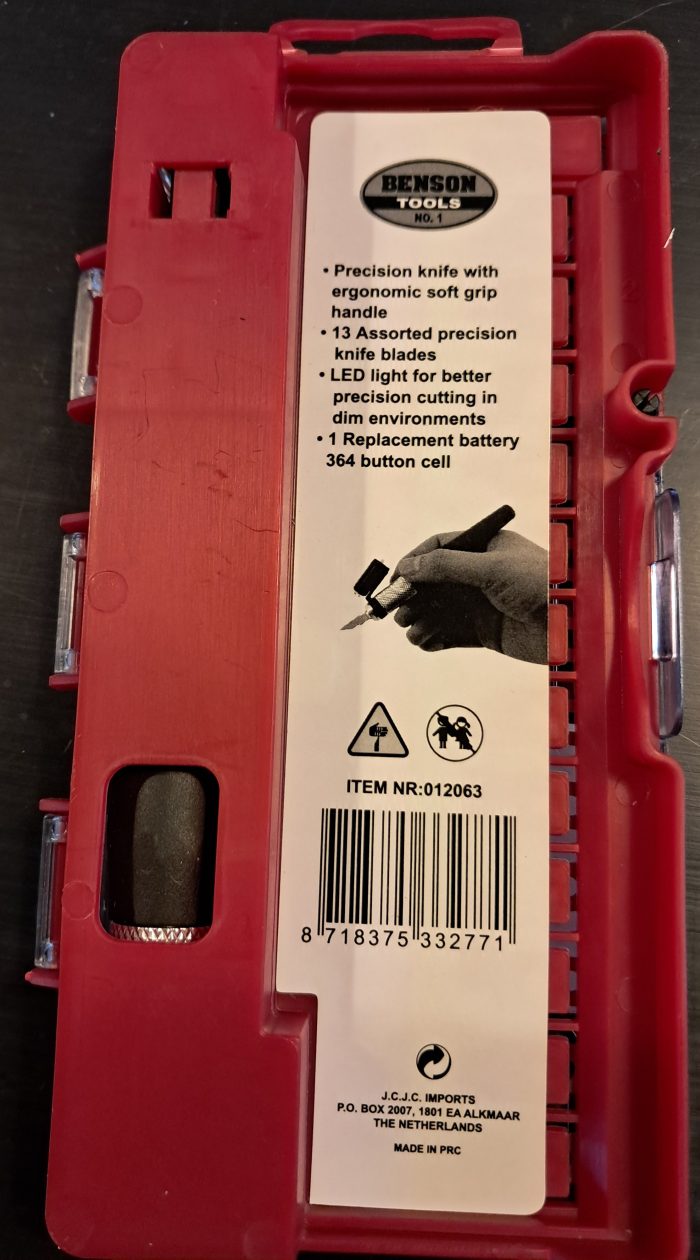 BENSON
TOOLS
NO. 1
• Precision knife with
ergonomic soft grip
handle
• 13 Assorted precision
knife blades
• LED light for better
precision cutting in
dim environments
• 1 Replacement battery
364 button cell
ITEM NR:012063
8 718375 332771
J.C.J.C. IMPORTS
P.O. BOX 2007, 1801 EA ALKMAAR
THE NETHERLANDS
MADE IN PRC